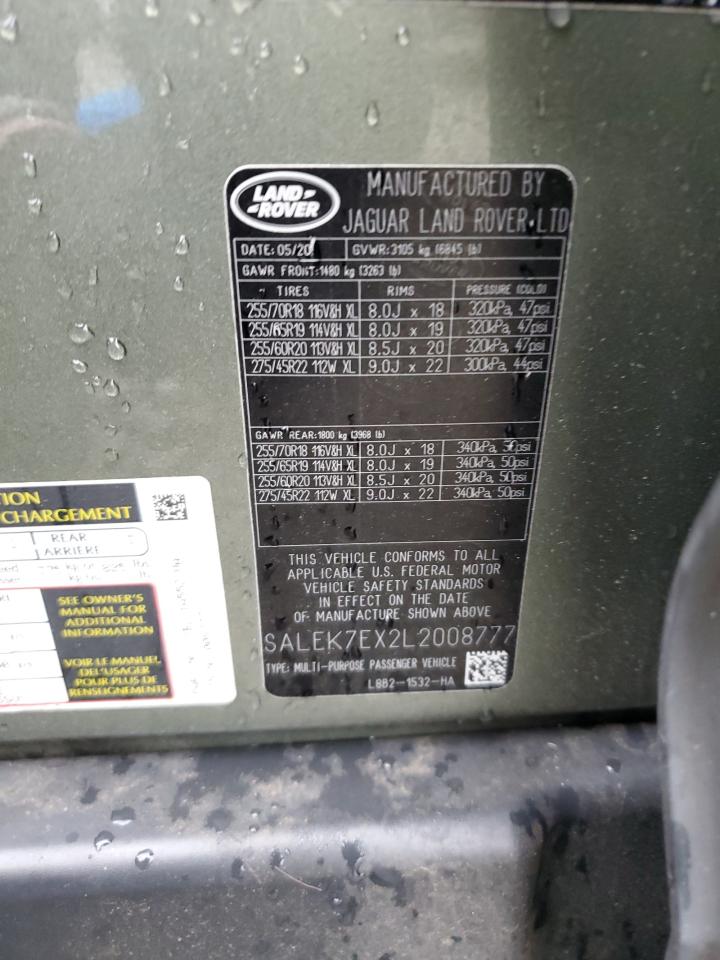 LAND-
-ROVER
MANUFACTURED BY
JAGUAR LAND ROVER LTD
DATE: 05/20 GVWR:3105 kg (6845 lb)
GAWR FRONT:1480 kg (3263 lb)
TIRES RIMS PRESSURE (COLD)
255/70R18 116V&H XL 8.0J x 18 320kPa, 47psi
255/65R19 114V&H XL 8.0J x 19 320kPa, 47psi
255/60R20 113V&H XL 8.5J x 20 320kPa, 47psi
275/45R22 112W XL 9.0J x 22 300kPa, 44psi
GAWR REAR:1800 kg (3968 lb)
255/70R18 116V&H XL 8.0J x 18 340kPa, 50psi
255/65R19 114V&H XL 8.0J x 19 340kPa, 50psi
255/60R20 113V&H XL 8.5J x 20 340kPa, 50psi
275/45R22 112W XL 9.0J x 22 340kPa, 50psi
THIS VEHICLE CONFORMS TO ALL
APPLICABLE U.S. FEDERAL MOTOR
VEHICLE SAFETY STANDARDS
IN EFFECT ON THE DATE
OF MANUFACTURE SHOWN ABOVE
SALEK7EX2L2008777
TYPE: MULTI-PURPOSE PASSENGER VEHICLE
L8B2-1532-HA
TION
CHARGEMENT
REAR
ARRIERE
SEE OWNER'S
MANUAL FOR
ADDITIONAL
INFORMATION
VOIR LE MANUEL
DEL'USAGER
POUR PLUS DE
RENSEIGNEMENTS